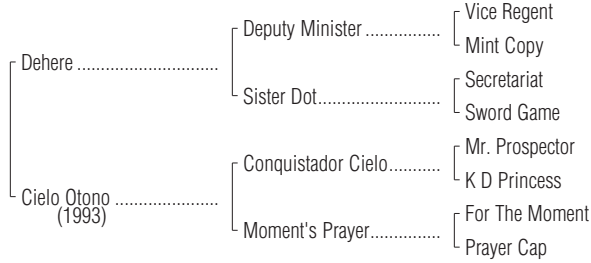 Vice Regent
Deputy Minister ................
Mint Copy
Dehere ..............................
Secretariat
Sister Dot..........................
Sword Game
Mr. Prospector
Conquistador Cielo...........
K D Princess
Cielo Otono ......................
(1993)
For The Moment
Moment's Prayer...............
Prayer Cap